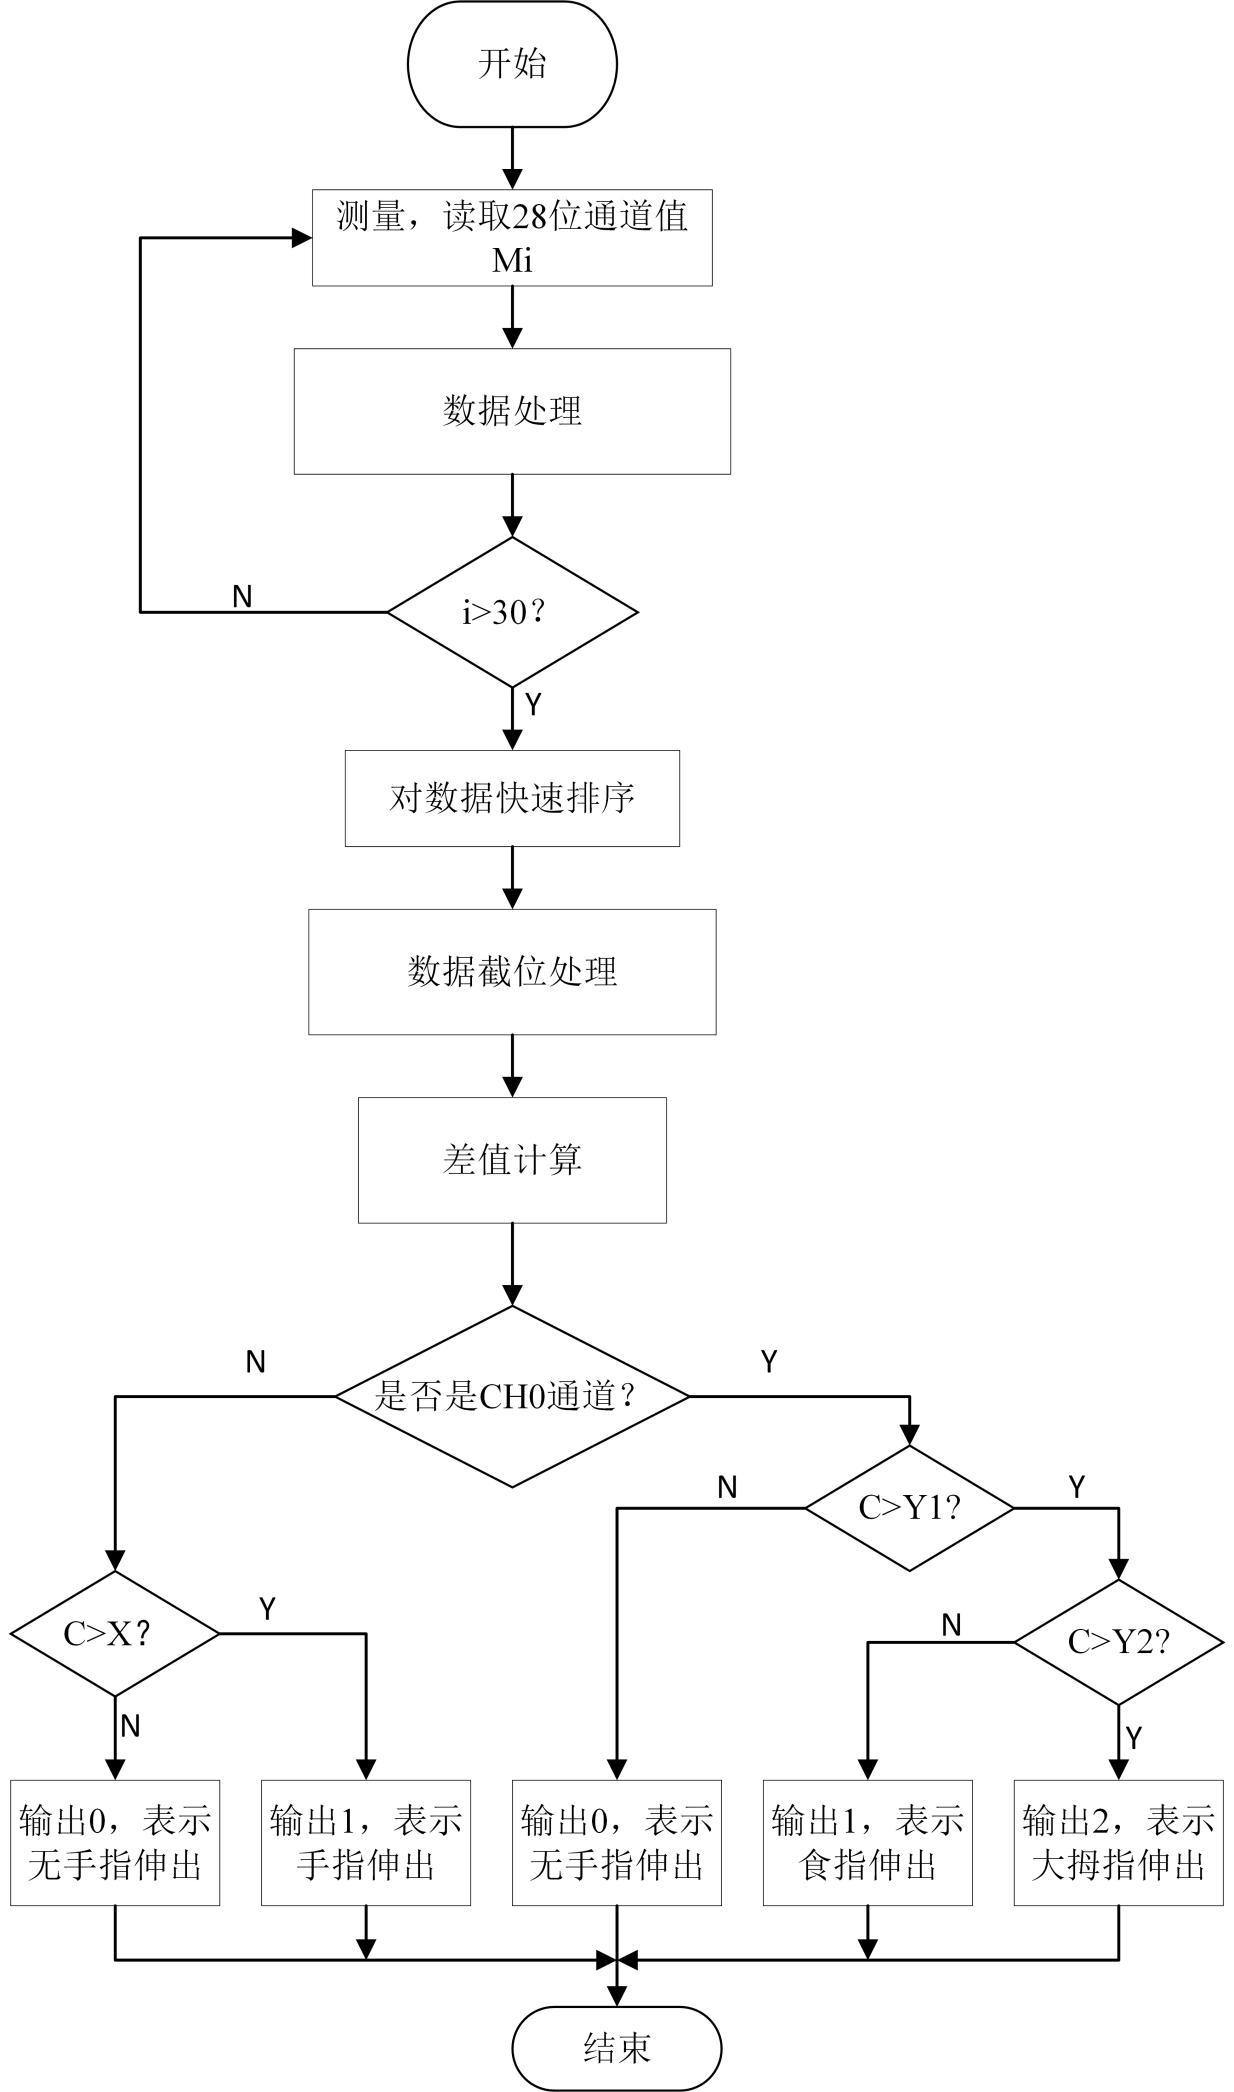 开始
测量，读取28位通道值
Mi
数据处理
N
i>30？
Y
对数据快速排序
数据截位处理
差值计算
N
Y
是否是CH0通道？
N
C>Y1?
Y
C>X？
Y
N
C>Y2?
N
Y
输出0，表示
无手指伸出
输出1，表示
手指伸出
输出0，表示
无手指伸出
输出1，表示
食指伸出
输出2，表示
大拇指伸出
结束